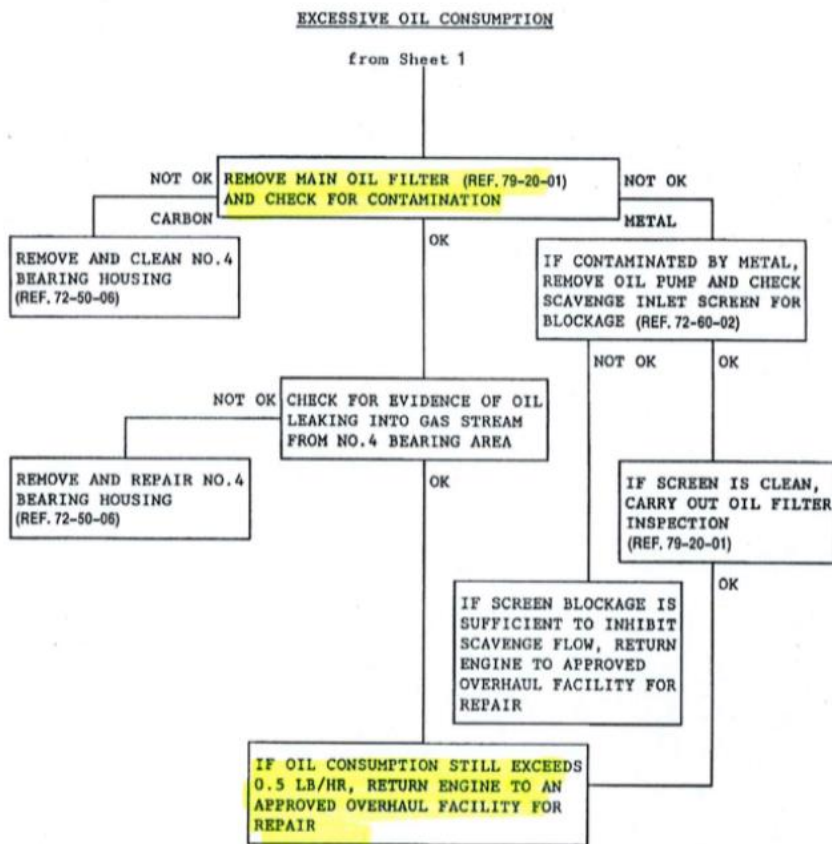 EXCESSIVE OIL CONSUMPTION
from Sheet 1
NOT OK
REMOVE MAIN OIL FILTER (REF. 79-20-01)
AND CHECK FOR CONTAMINATION
NOT OK
CARBON
OK
METAL
REMOVE AND CLEAN NO.4
BEARING HOUSING
(REF. 72-50-06)
IF CONTAMINATED BY METAL,
REMOVE OIL PUMP AND CHECK
SCAVENGE INLET SCREEN FOR
BLOCKAGE (REF. 72-60-02)
NOT OK
OK
NOT OK
CHECK FOR EVIDENCE OF OIL
LEAKING INTO GAS STREAM
FROM NO.4 BEARING AREA
OK
REMOVE AND REPAIR NO.4
BEARING HOUSING
(REF. 72-50-06)
IF SCREEN IS CLEAN,
CARRY OUT OIL FILTER
INSPECTION
(REF. 79-20-01)
OK
IF SCREEN BLOCKAGE IS
SUFFICIENT TO INHIBIT
SCAVENGE FLOW, RETURN
ENGINE TO APPROVED
OVERHAUL FACILITY FOR
REPAIR
IF OIL CONSUMPTION STILL EXCEEDS
0.5 LB/HR, RETURN ENGINE TO AN
APPROVED OVERHAUL FACILITY FOR
REPAIR